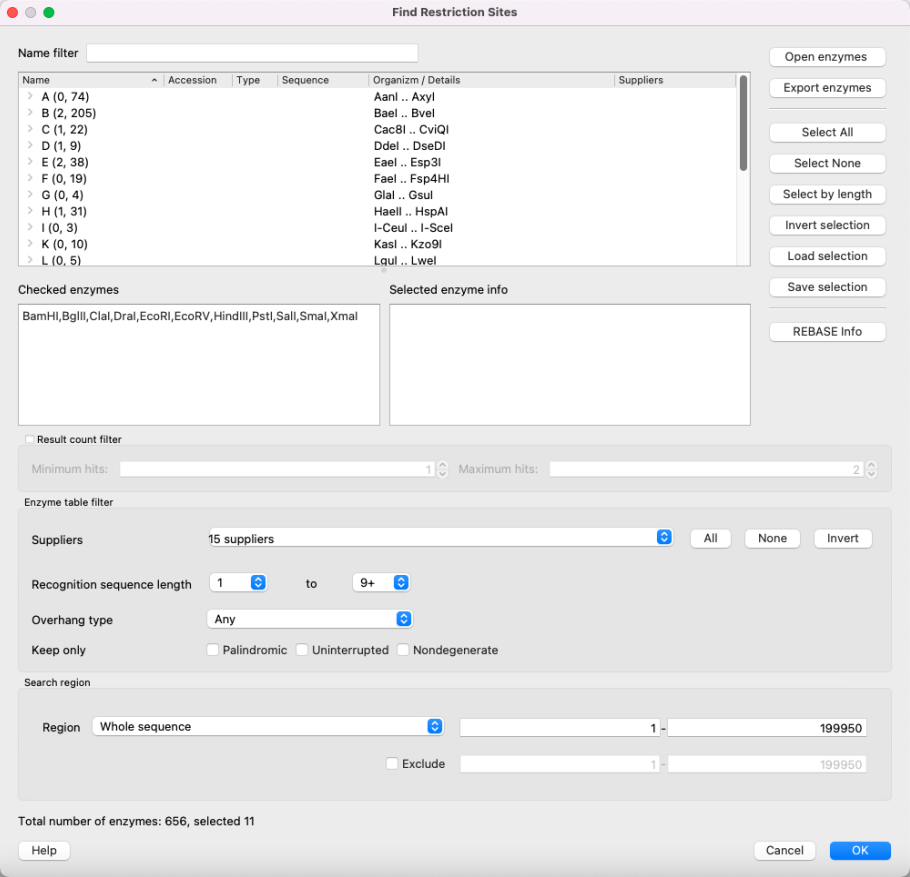 Find Restriction Sites
Name filter
Open enzymes
Export enzymes
Select All
Select None
Select by length
Invert selection
Load selection
Save selection
REBASE Info
Name Accession Type Sequence Organizm / Details Suppliers
A (0, 74) AanI .. AxyI
B (2, 205) BaeI .. BveI
C (1, 22) Cac8I .. CviQI
D (1, 9) DdeI .. DseDI
E (2, 38) EaeI .. Esp3I
F (0, 19) FaeI .. Fsp4HI
G (0, 4) GlaI .. GsuI
H (1, 31) HaeII .. HspAI
I (0, 3) I-CeuI .. I-SceI
K (0, 10) KasI .. Kzo9I
L (0, 5) LguI .. LweI
Checked enzymes
BamHI,BglII,ClaI,DraI,EcoRI,EcoRV,HindIII,PstI,SalI,SmaI,XmaI
Selected enzyme info
Result count filter
Minimum hits: 1 Maximum hits: 2
Enzyme table filter
Suppliers 15 suppliers All None Invert
Recognition sequence length 1 to 9+
Overhang type Any
Keep only Palindromic Uninterrupted Nondegenerate
Search region
Region Whole sequence 1 - 199950
Exclude 1 - 199950
Total number of enzymes: 656, selected 11
Help Cancel OK